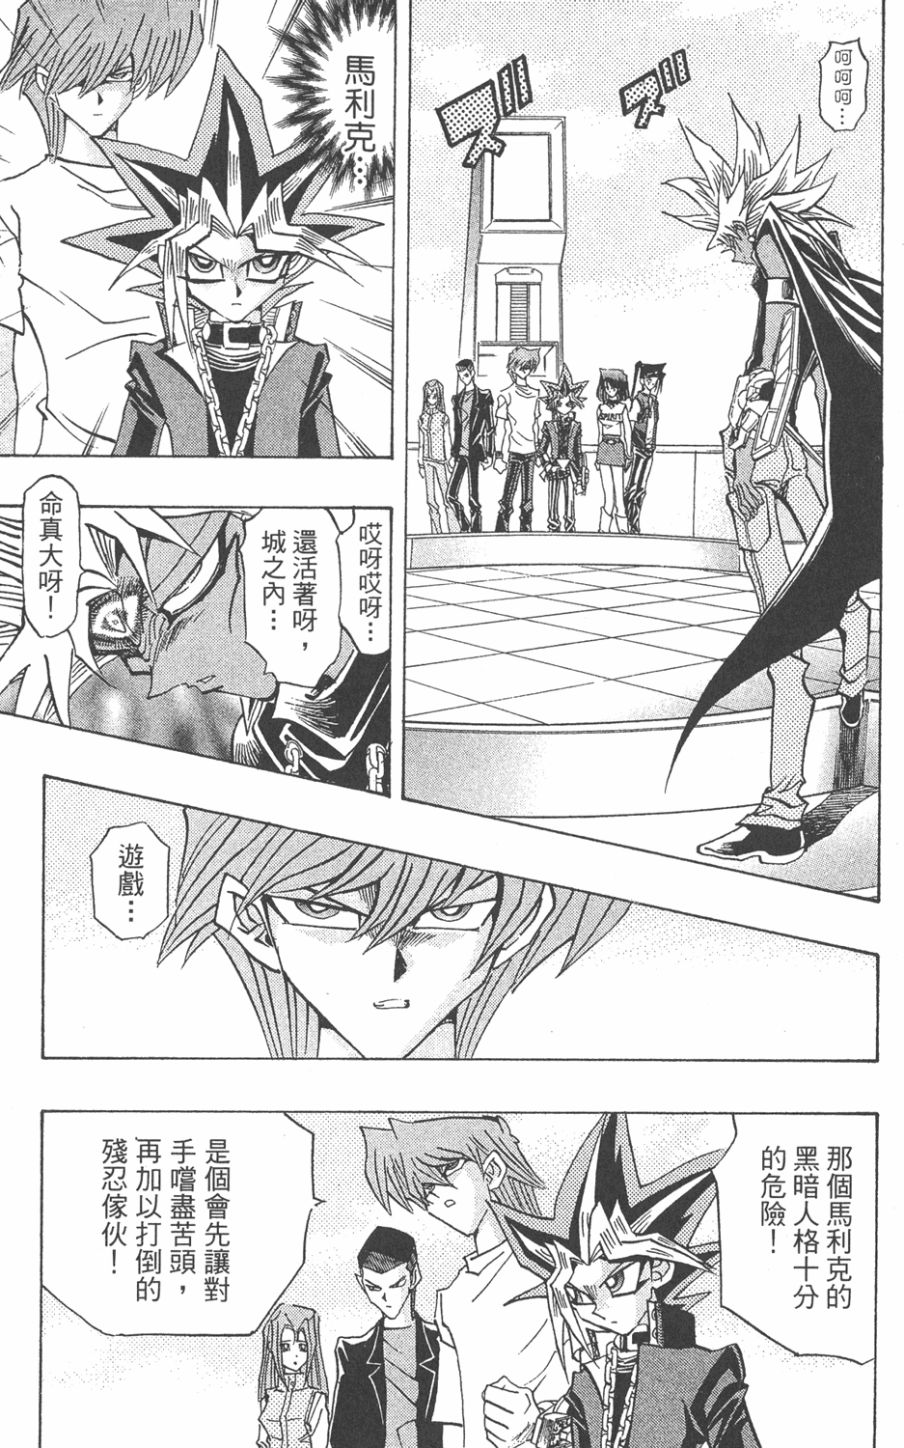 呵呵呵…
ズズ
馬利克…
哎呀哎呀…
還活著呀，
城之內…
命真大呀！
遊戲…
那個馬利克的
黑暗人格十分
的危險！
是個會先讓對
手嚐盡苦頭，
再加以打倒的
殘忍傢伙！